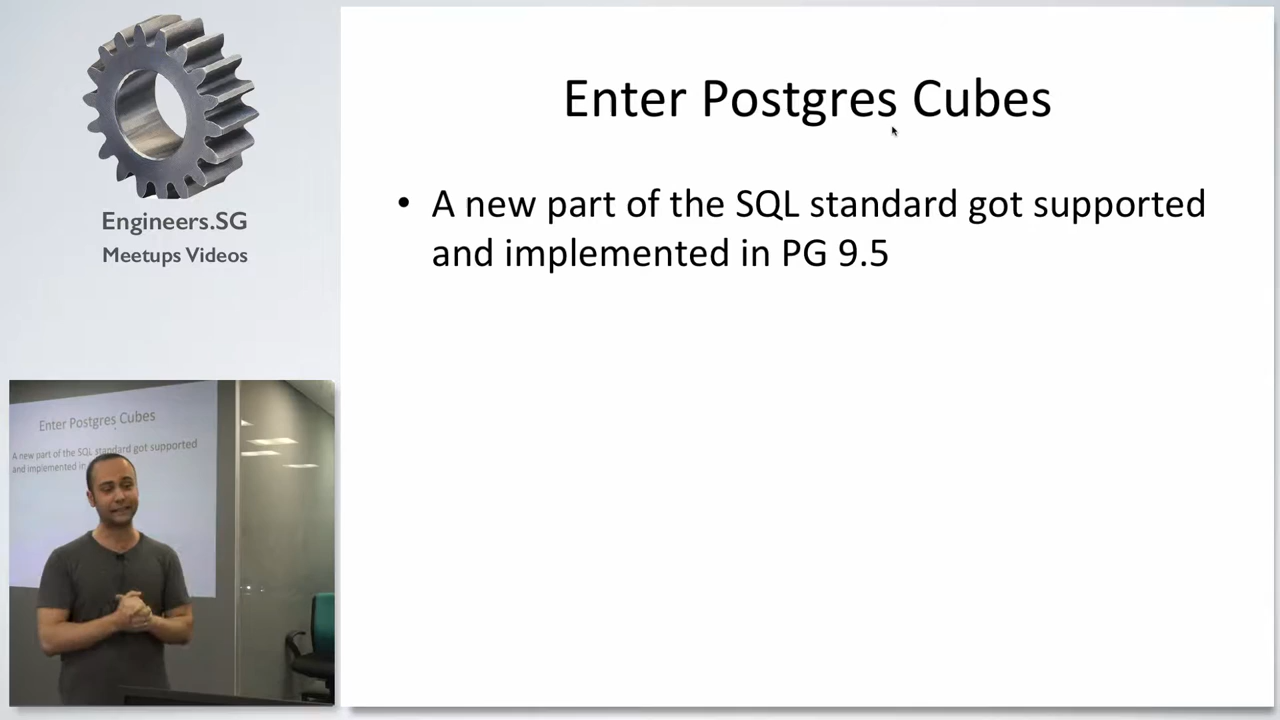 Engineers.SG
Meetups Videos
Enter Postgres Cubes
• A new part of the SQL standard got supported
and implemented in PG 9.5
Enter Postgres Cubes
A new part of the SQL standard got supported
and implemented in